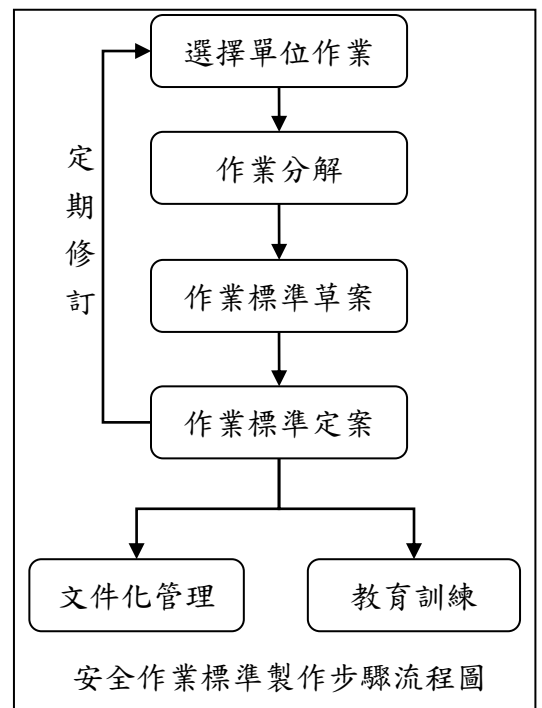 選擇單位作業
作業分解
定期修訂
作業標準草案
作業標準定案
文件化管理
教育訓練
安全作業標準製作步驟流程圖